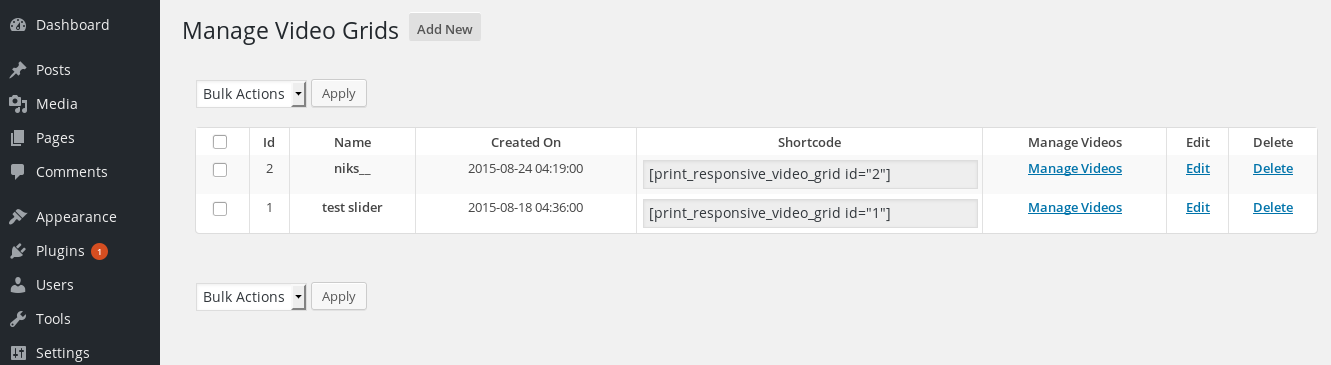 Dashboard
Posts
Media
Pages
Comments
Appearance
Plugins 1
Users
Tools
Settings
Manage Video Grids Add New
Bulk Actions Apply
Id Name Created On Shortcode Manage Videos Edit Delete
2 niks__ 2015-08-24 04:19:00 [print_responsive_video_grid id="2"] Manage Videos Edit Delete
1 test slider 2015-08-18 04:36:00 [print_responsive_video_grid id="1"] Manage Videos Edit Delete
Bulk Actions Apply